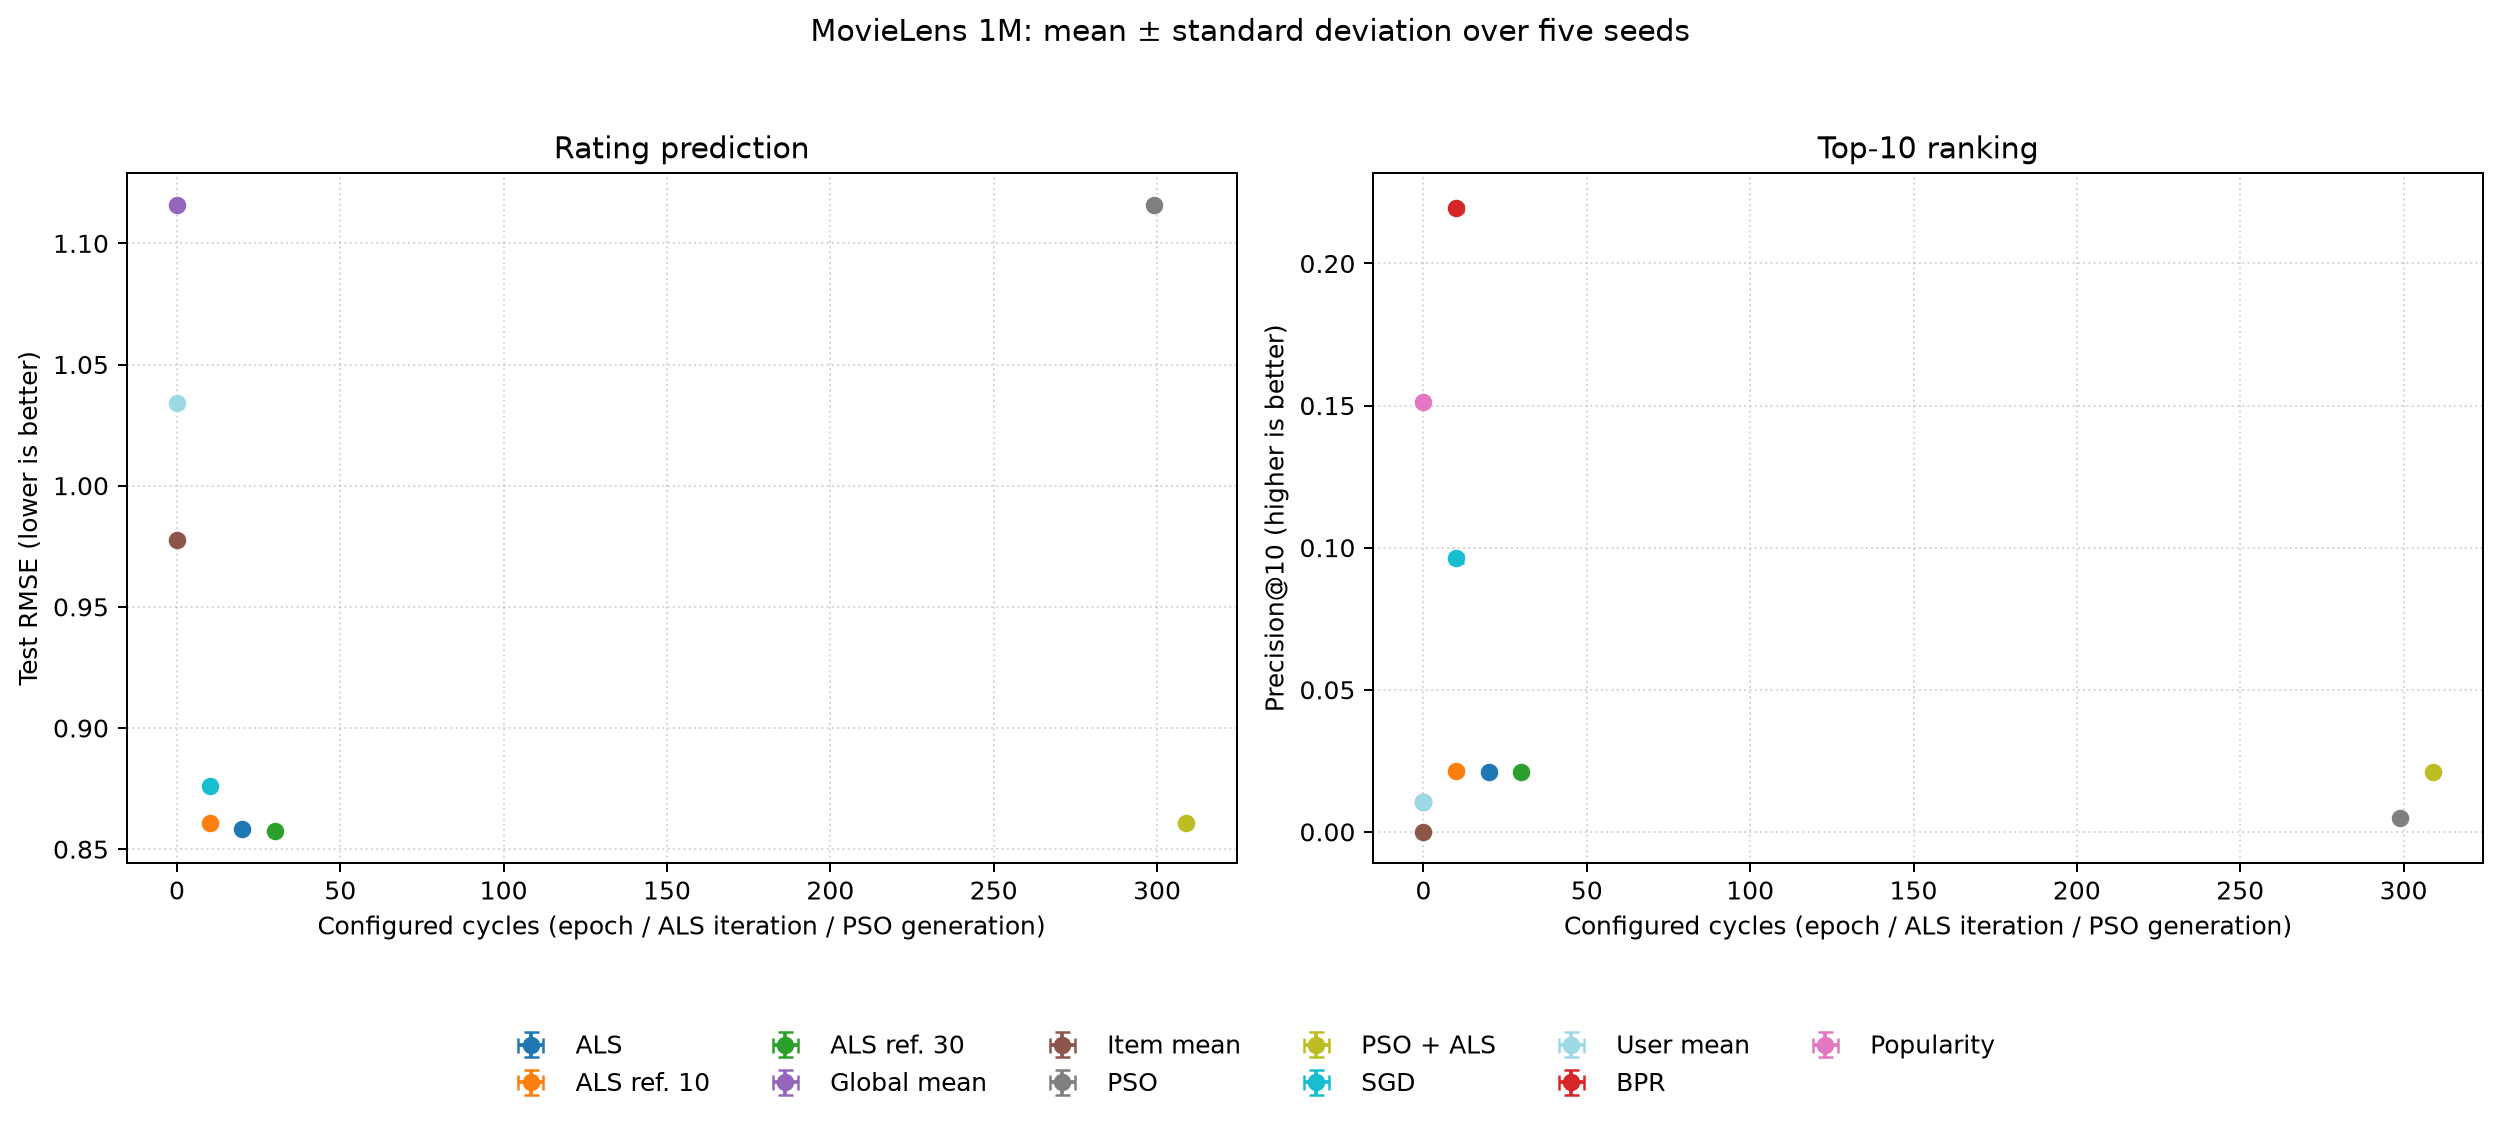 MovieLens 1M: mean ± standard deviation over five seeds
Rating prediction
Test RMSE (lower is better)
1.10
1.05
1.00
0.95
0.90
0.85
0 50 100 150 200 250 300
Configured cycles (epoch / ALS iteration / PSO generation)
Top-10 ranking
Precision@10 (higher is better)
0.20
0.15
0.10
0.05
0.00
0 50 100 150 200 250 300
Configured cycles (epoch / ALS iteration / PSO generation)
ALS ALS ref. 30 Item mean PSO + ALS User mean Popularity
ALS ref. 10 Global mean PSO SGD BPR